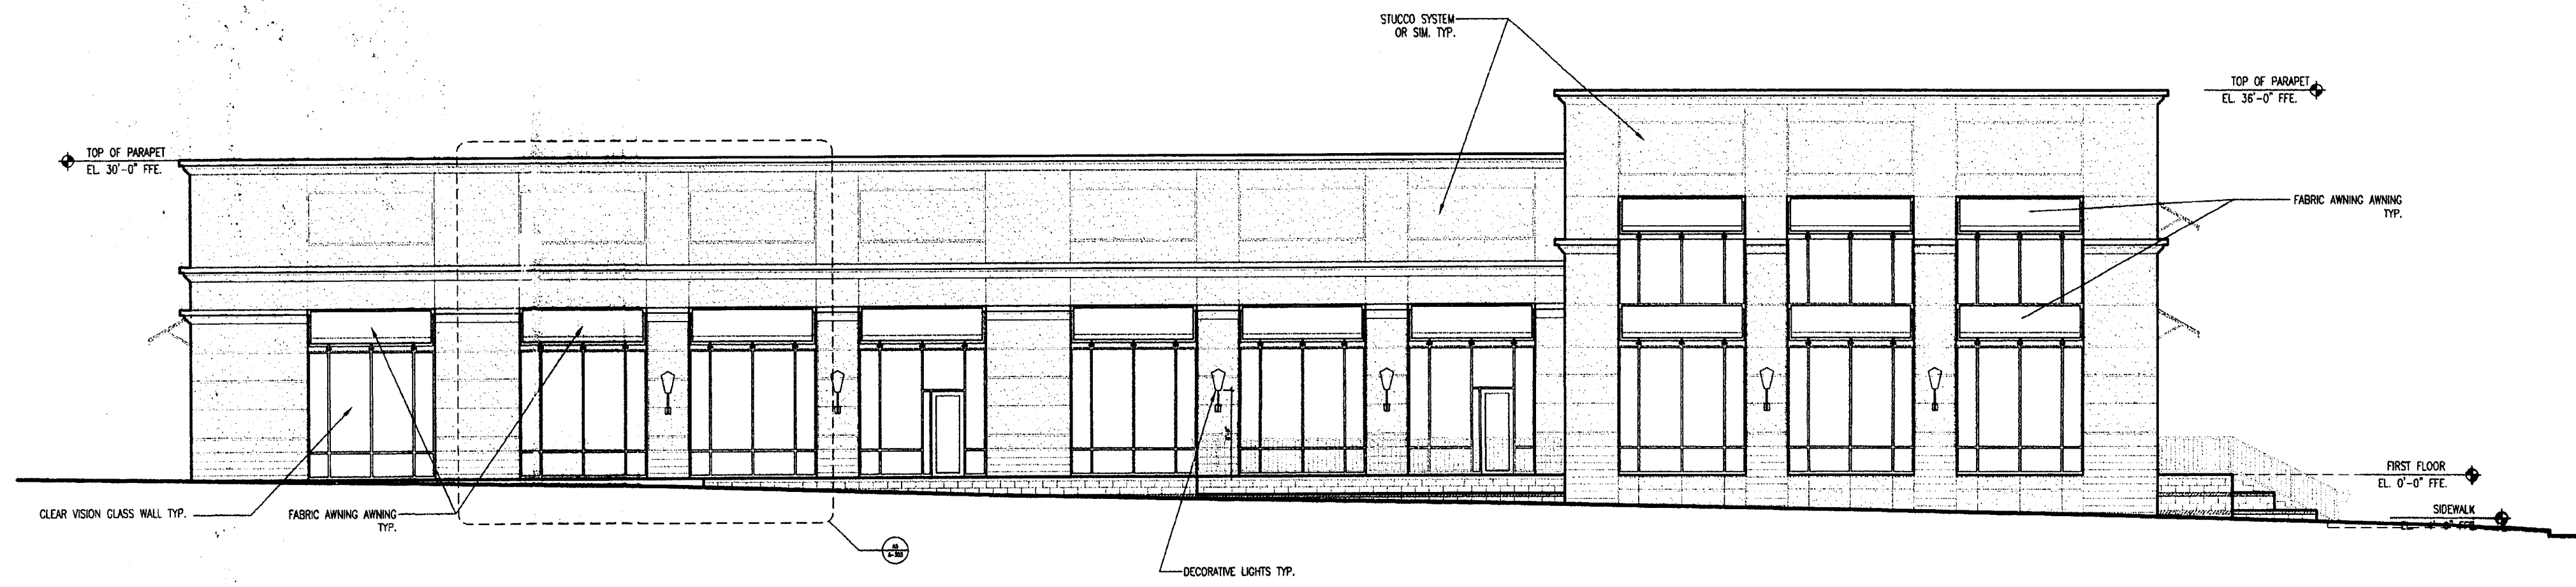 STUCCO SYSTEM
OR SIM. TYP.
TOP OF PARAPET
EL. 36'-0" FFE.
TOP OF PARAPET
EL. 30'-0" FFE.
FABRIC AWNING AWNING
TYP.
FIRST FLOOR
EL. 0'-0" FFE.
SIDEWALK
CLEAR VISION GLASS WALL TYP.
FABRIC AWNING AWNING
TYP.
DECORATIVE LIGHTS TYP.